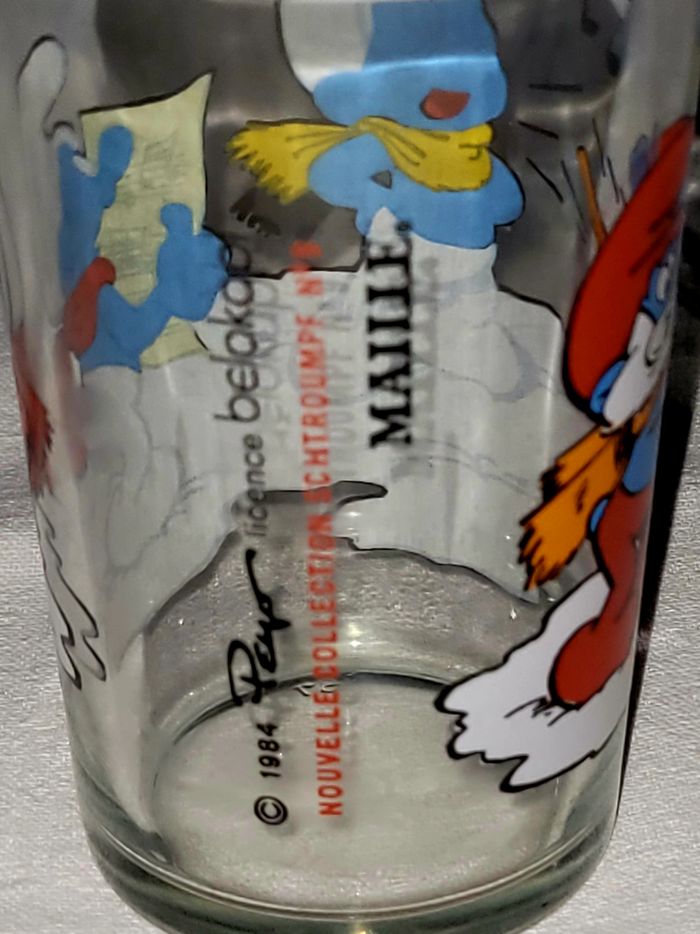 © 1984 Peyo licence belokapi
NOUVELLE COLLECTION SCHTROUMPF
MAILLE